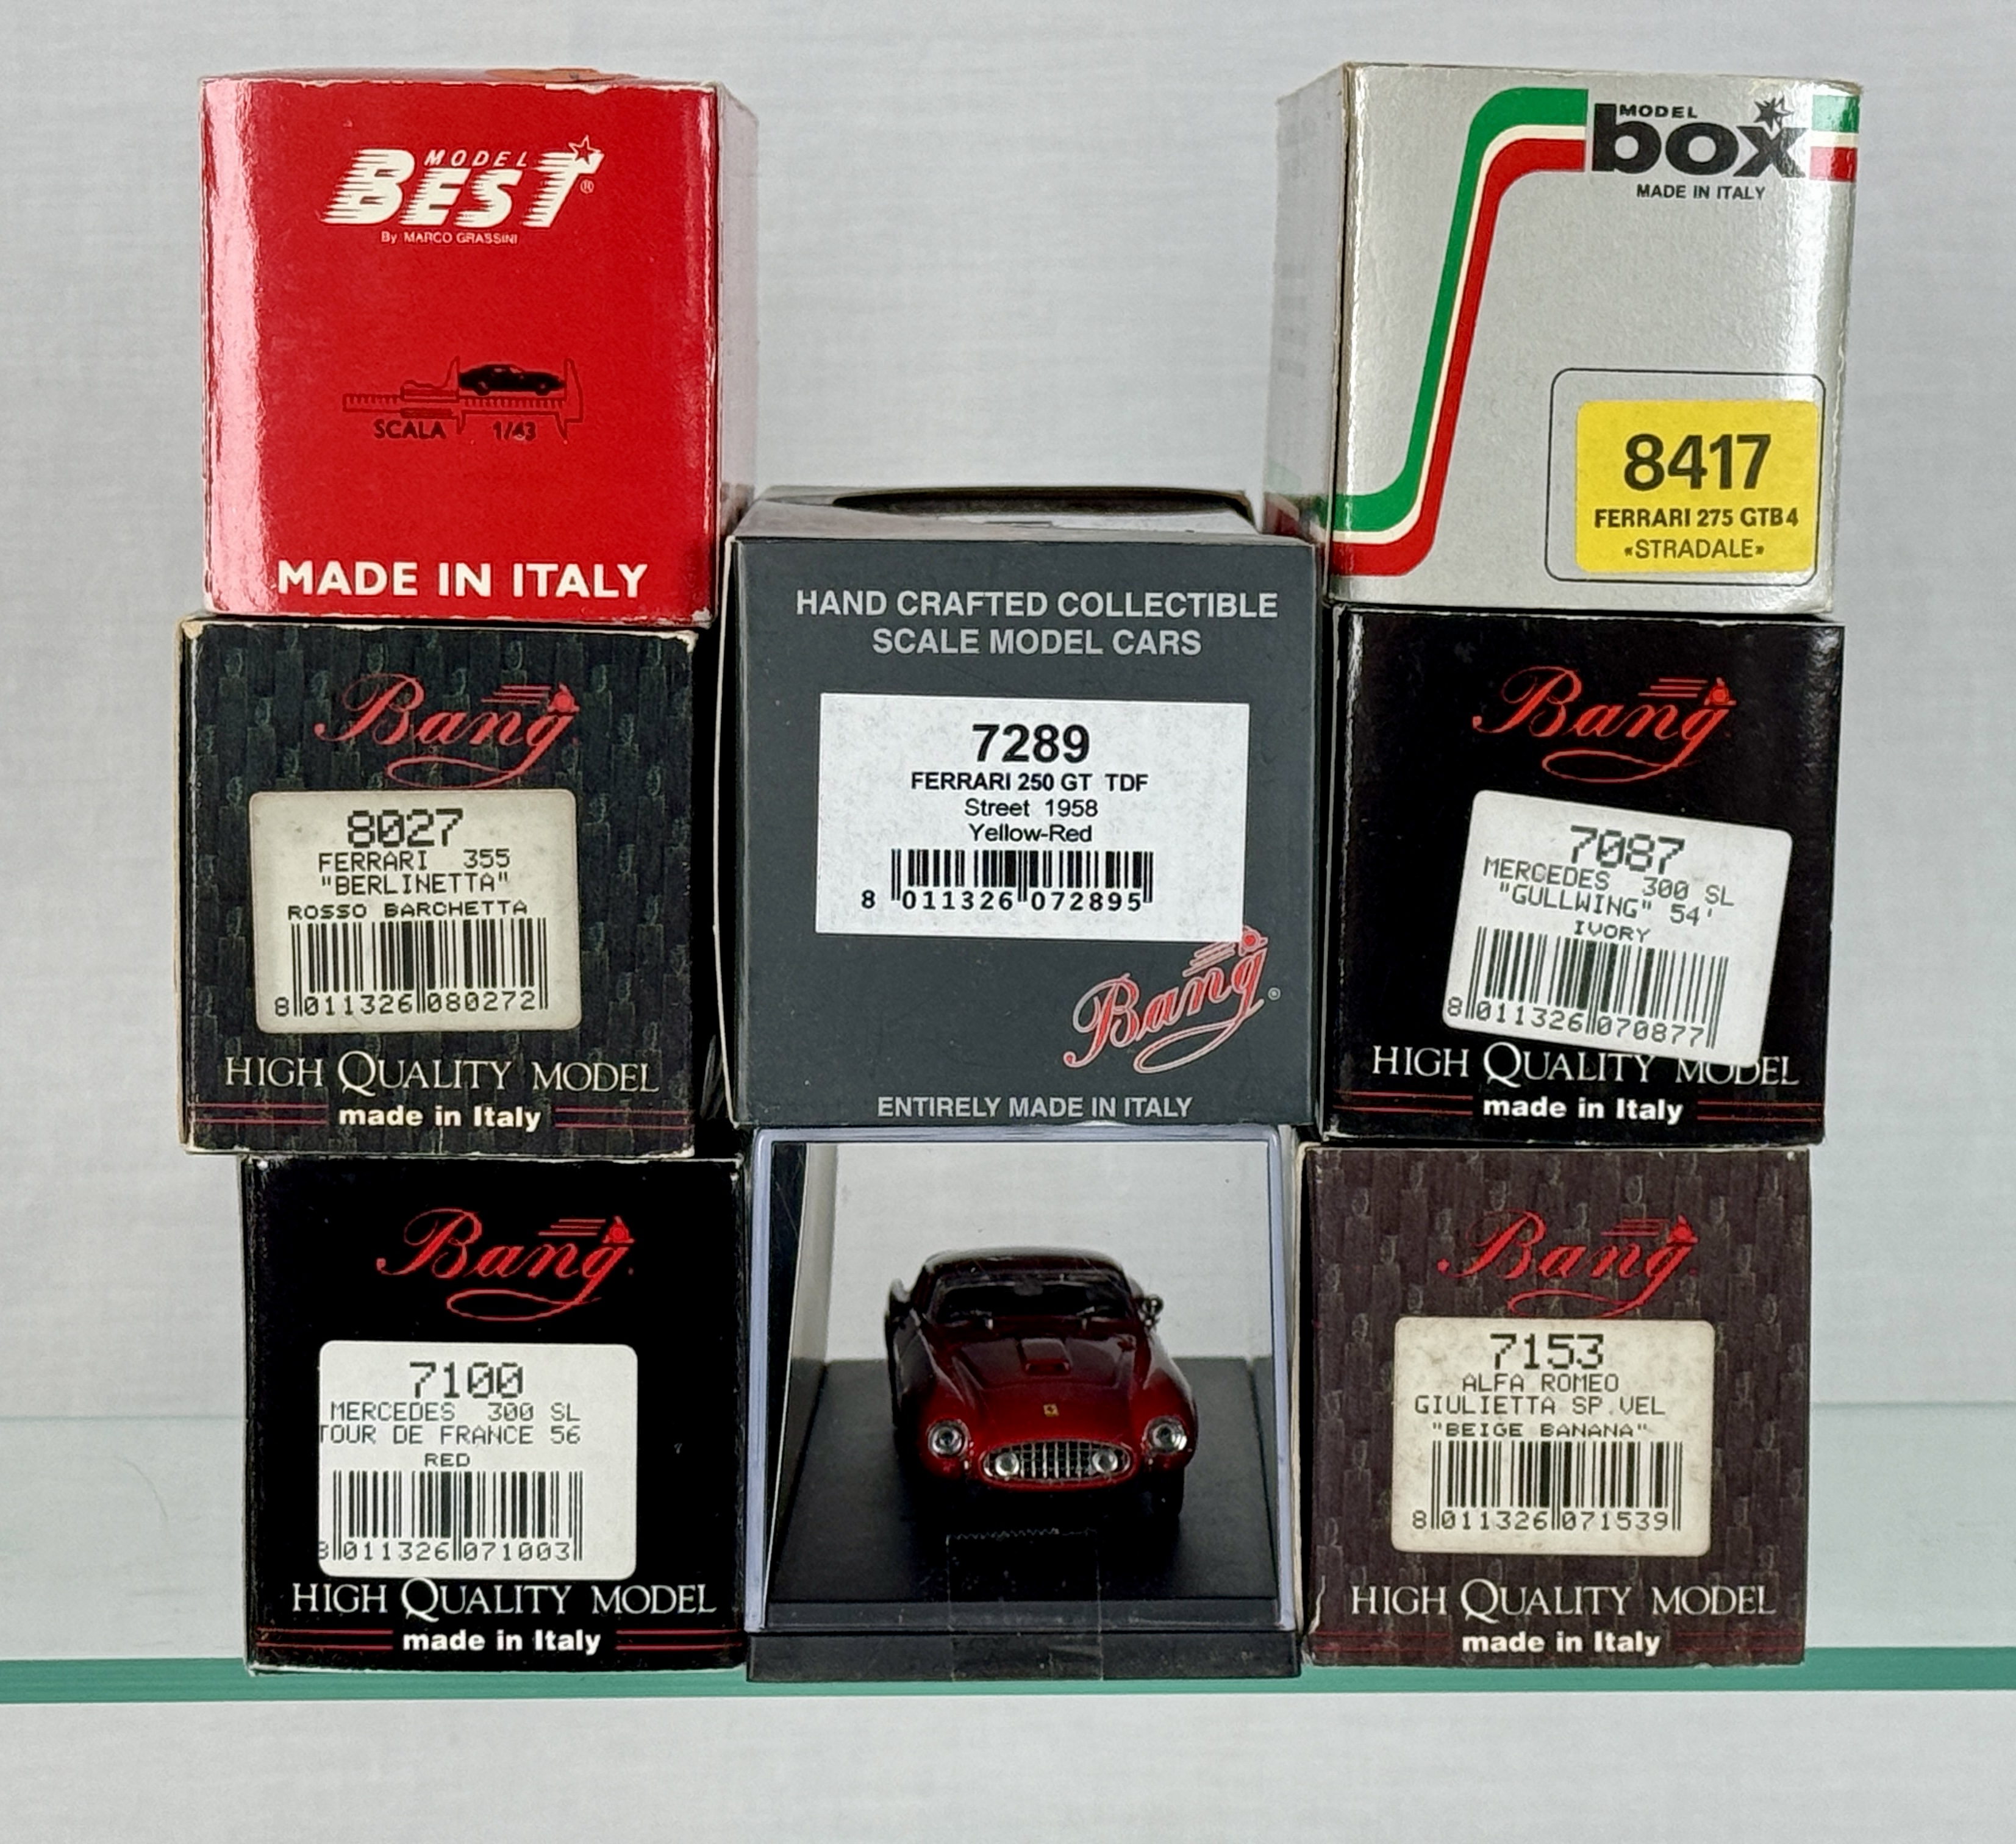 MODEL
BEST®
By MARCO GRASSINI
SCALA 1/43
MADE IN ITALY
MODEL
box
MADE IN ITALY
8417
FERRARI 275 GTB4
«STRADALE»
Bang
8027
FERRARI 355
"BERLINETTA"
ROSSO BARCHETTA
8 011326 080272
HIGH QUALITY MODEL
made in Italy
HAND CRAFTED COLLECTIBLE
SCALE MODEL CARS
7289
FERRARI 250 GT TDF
Street 1958
Yellow-Red
8 011326 072895
Bang®
ENTIRELY MADE IN ITALY
Bang
7087
MERCEDES 300 SL
"GULLWING" 54'
IVORY
8 011326 070877
HIGH QUALITY MODEL
made in Italy
Bang
7100
MERCEDES 300 SL
TOUR DE FRANCE 56
RED
8 011326 071003
HIGH QUALITY MODEL
made in Italy
Bang
7153
ALFA ROMEO
GIULIETTA SP.VEL
"BEIGE BANANA"
8 011326 071539
HIGH QUALITY MODEL
made in Italy